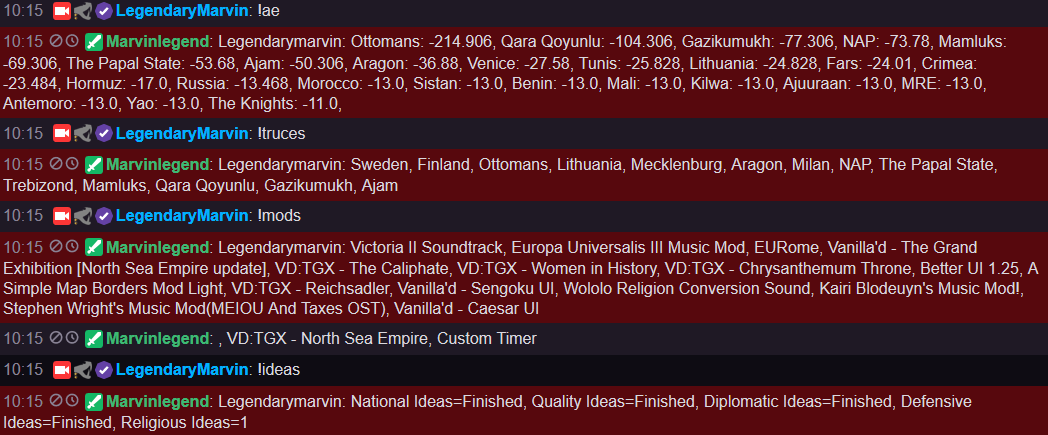 10:15 LegendaryMarvin: !ae
10:15 Marvinlegend: Legendarymarvin: Ottomans: -214.906, Qara Qoyunlu: -104.306, Gazikumukh: -77.306, NAP: -73.78, Mamluks:
-69.306, The Papal State: -53.68, Ajam: -50.306, Aragon: -36.88, Venice: -27.58, Tunis: -25.828, Lithuania: -24.828, Fars: -24.01, Crimea:
-23.484, Hormuz: -17.0, Russia: -13.468, Morocco: -13.0, Sistan: -13.0, Benin: -13.0, Mali: -13.0, Kilwa: -13.0, Ajuuraan: -13.0, MRE: -13.0,
Antemoro: -13.0, Yao: -13.0, The Knights: -11.0,
10:15 LegendaryMarvin: !truces
10:15 Marvinlegend: Legendarymarvin: Sweden, Finland, Ottomans, Lithuania, Mecklenburg, Aragon, Milan, NAP, The Papal State,
Trebizond, Mamluks, Qara Qoyunlu, Gazikumukh, Ajam
10:15 LegendaryMarvin: !mods
10:15 Marvinlegend: Legendarymarvin: Victoria II Soundtrack, Europa Universalis III Music Mod, EURome, Vanilla'd - The Grand
Exhibition [North Sea Empire update], VD:TGX - The Caliphate, VD:TGX - Women in History, VD:TGX - Chrysanthemum Throne, Better UI 1.25, A
Simple Map Borders Mod Light, VD:TGX - Reichsadler, Vanilla'd - Sengoku UI, Wololo Religion Conversion Sound, Kairi Blodeuyn's Music Mod!,
Stephen Wright's Music Mod(MEIOU And Taxes OST), Vanilla'd - Caesar UI
10:15 Marvinlegend: , VD:TGX - North Sea Empire, Custom Timer
10:15 LegendaryMarvin: !ideas
10:15 Marvinlegend: Legendarymarvin: National Ideas=Finished, Quality Ideas=Finished, Diplomatic Ideas=Finished, Defensive
Ideas=Finished, Religious Ideas=1